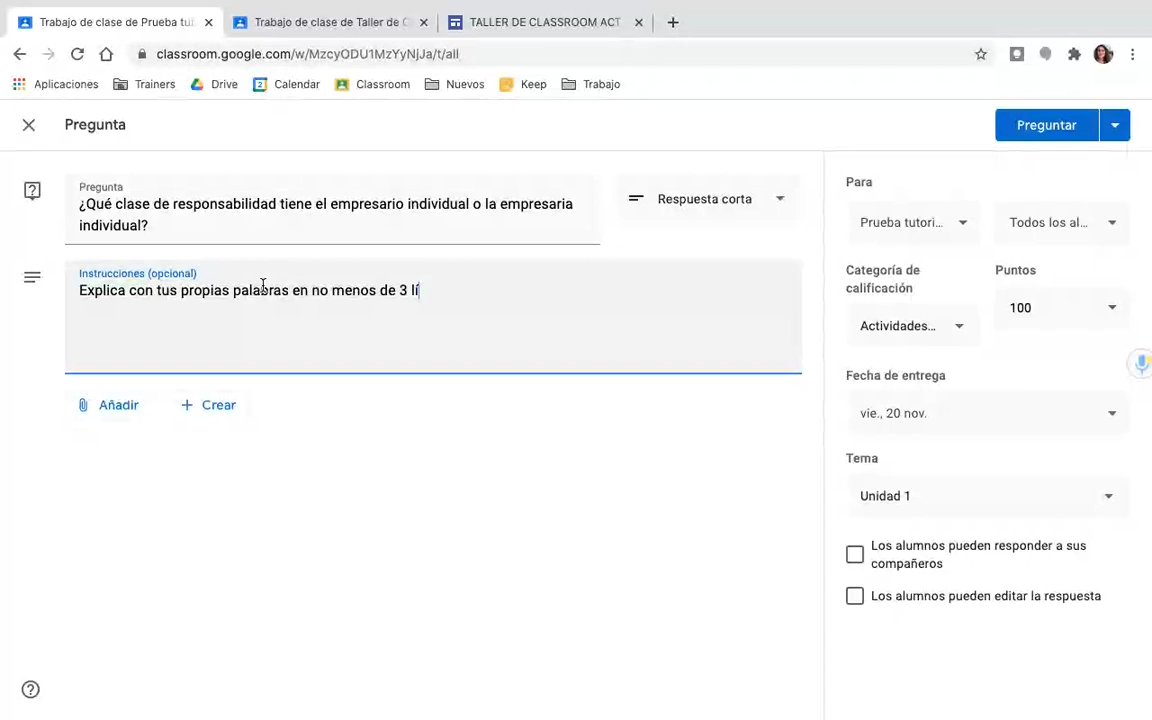 Trabajo de clase de Prueba tu
Trabajo de clase de Taller de C
TALLER DE CLASSROOM ACT
classroom.google.com/w/MzcyODU1MzYyNjJa/t/all
Aplicaciones
Trainers
Drive
Calendar
Classroom
Nuevos
Keep
Trabajo
Pregunta
Preguntar
Pregunta
¿Qué clase de responsabilidad tiene el empresario individual o la empresaria
individual?
Respuesta corta
Instrucciones (opcional)
Explica con tus propias palabras en no menos de 3 lí
Añadir
Crear
Para
Prueba tutori...
Todos los al...
Categoría de
calificación
Puntos
Actividades...
100
Fecha de entrega
vie., 20 nov.
Tema
Unidad 1
Los alumnos pueden responder a sus
compañeros
Los alumnos pueden editar la respuesta